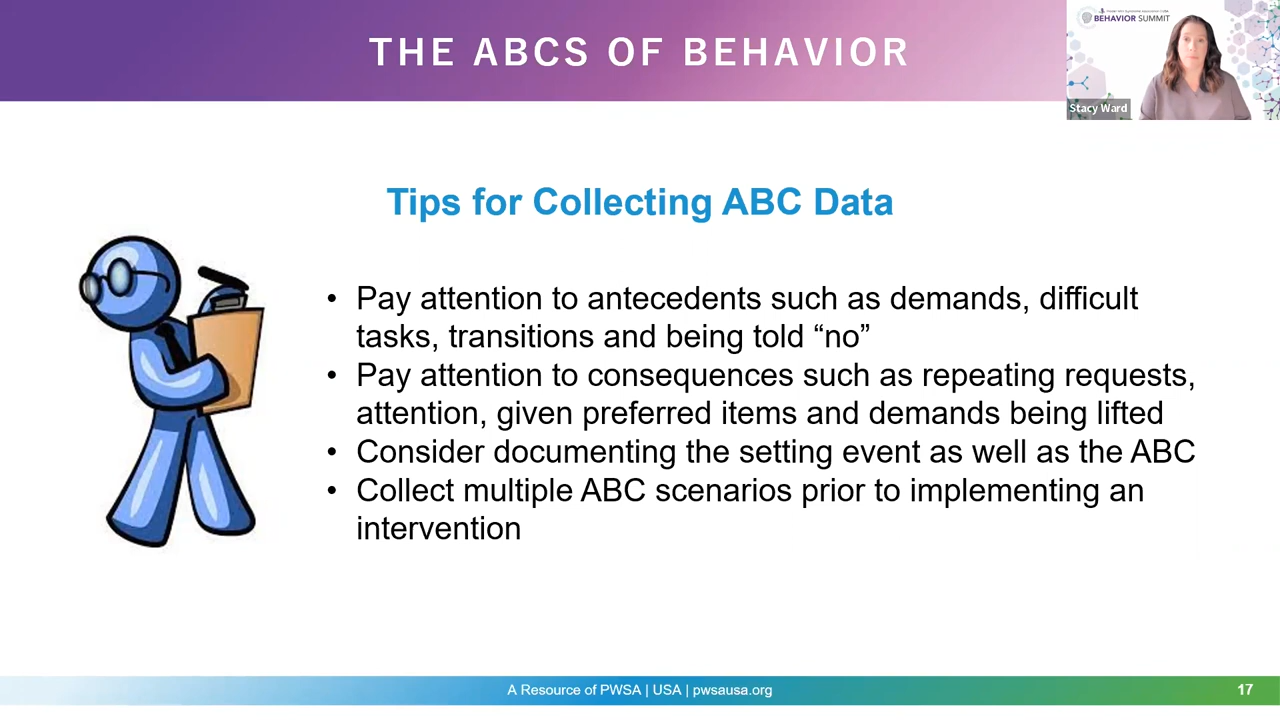 THE ABCS OF BEHAVIOR
BEHAVIOR SUMMIT
Stacy Ward
Tips for Collecting ABC Data
• Pay attention to antecedents such as demands, difficult
tasks, transitions and being told “no”
• Pay attention to consequences such as repeating requests,
attention, given preferred items and demands being lifted
• Consider documenting the setting event as well as the ABC
• Collect multiple ABC scenarios prior to implementing an
intervention
A Resource of PWSA | USA | pwsausa.org
17